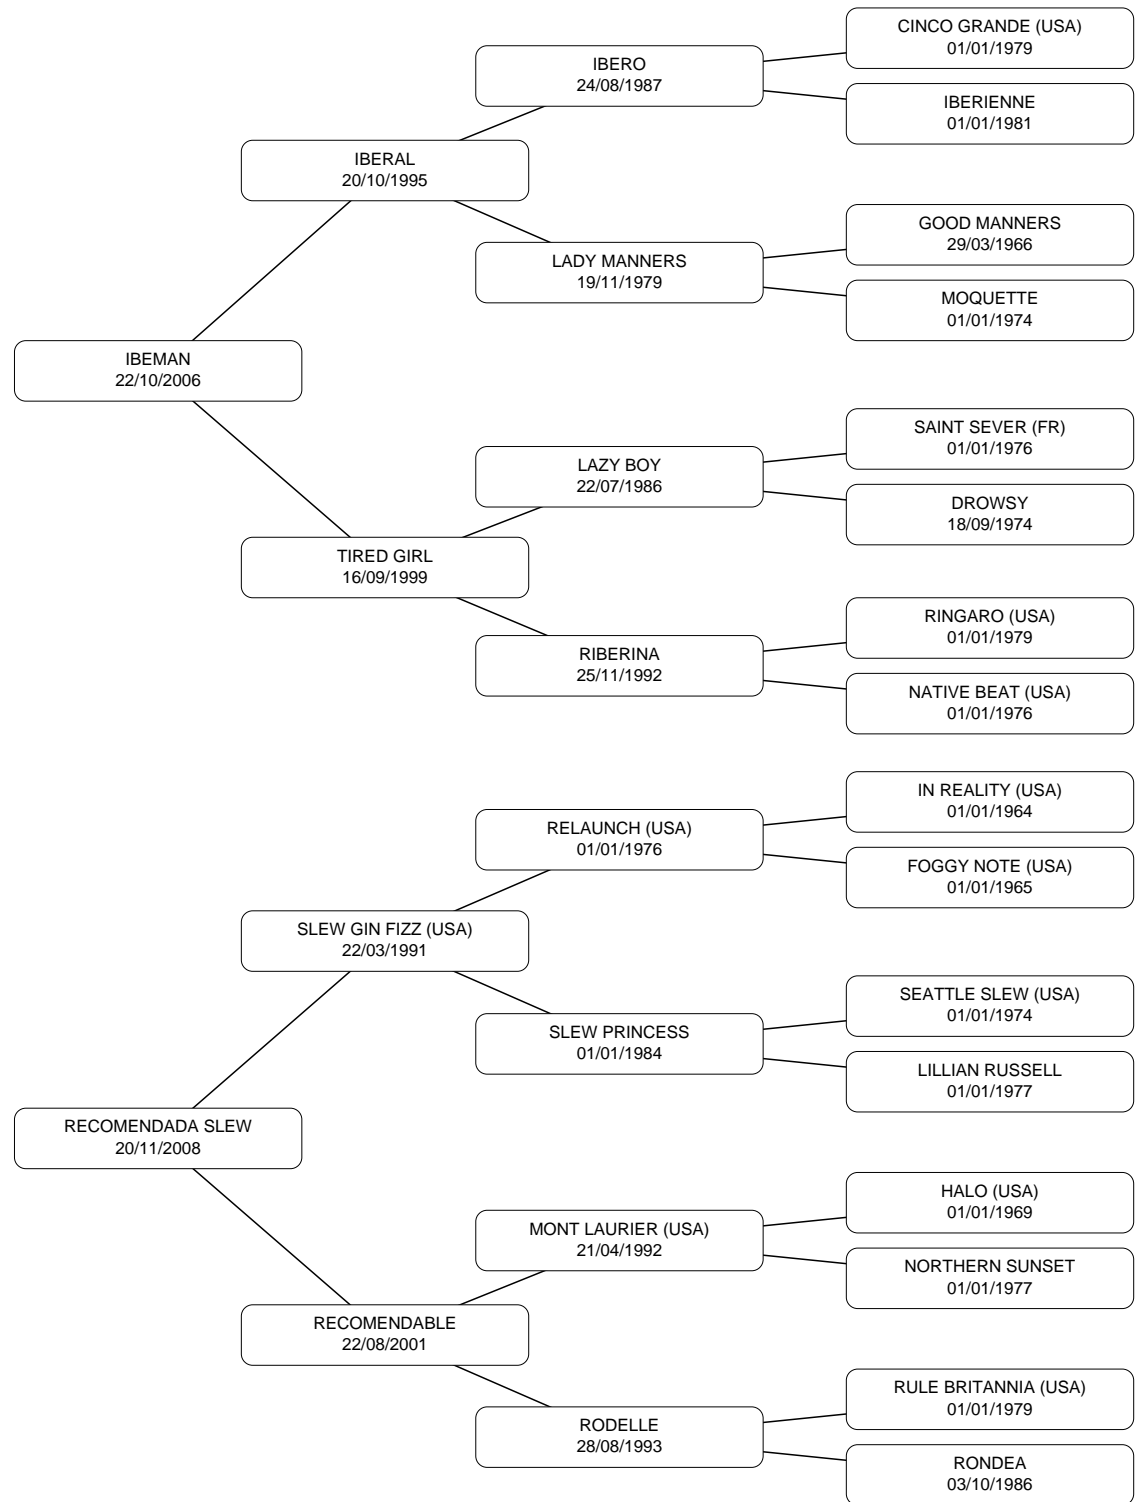 CINCO GRANDE (USA)
01/01/1979
IBERO
24/08/1987
IBERIENNE
01/01/1981
IBERAL
20/10/1995
GOOD MANNERS
29/03/1966
LADY MANNERS
19/11/1979
MOQUETTE
01/01/1974
IBEMAN
22/10/2006
SAINT SEVER (FR)
01/01/1976
LAZY BOY
22/07/1986
DROWSY
18/09/1974
TIRED GIRL
16/09/1999
RINGARO (USA)
01/01/1979
RIBERINA
25/11/1992
NATIVE BEAT (USA)
01/01/1976
IN REALITY (USA)
01/01/1964
RELAUNCH (USA)
01/01/1976
FOGGY NOTE (USA)
01/01/1965
SLEW GIN FIZZ (USA)
22/03/1991
SEATTLE SLEW (USA)
01/01/1974
SLEW PRINCESS
01/01/1984
LILLIAN RUSSELL
01/01/1977
RECOMENDADA SLEW
20/11/2008
HALO (USA)
01/01/1969
MONT LAURIER (USA)
21/04/1992
NORTHERN SUNSET
01/01/1977
RECOMENDABLE
22/08/2001
RULE BRITANNIA (USA)
01/01/1979
RODELLE
28/08/1993
RONDEA
03/10/1986